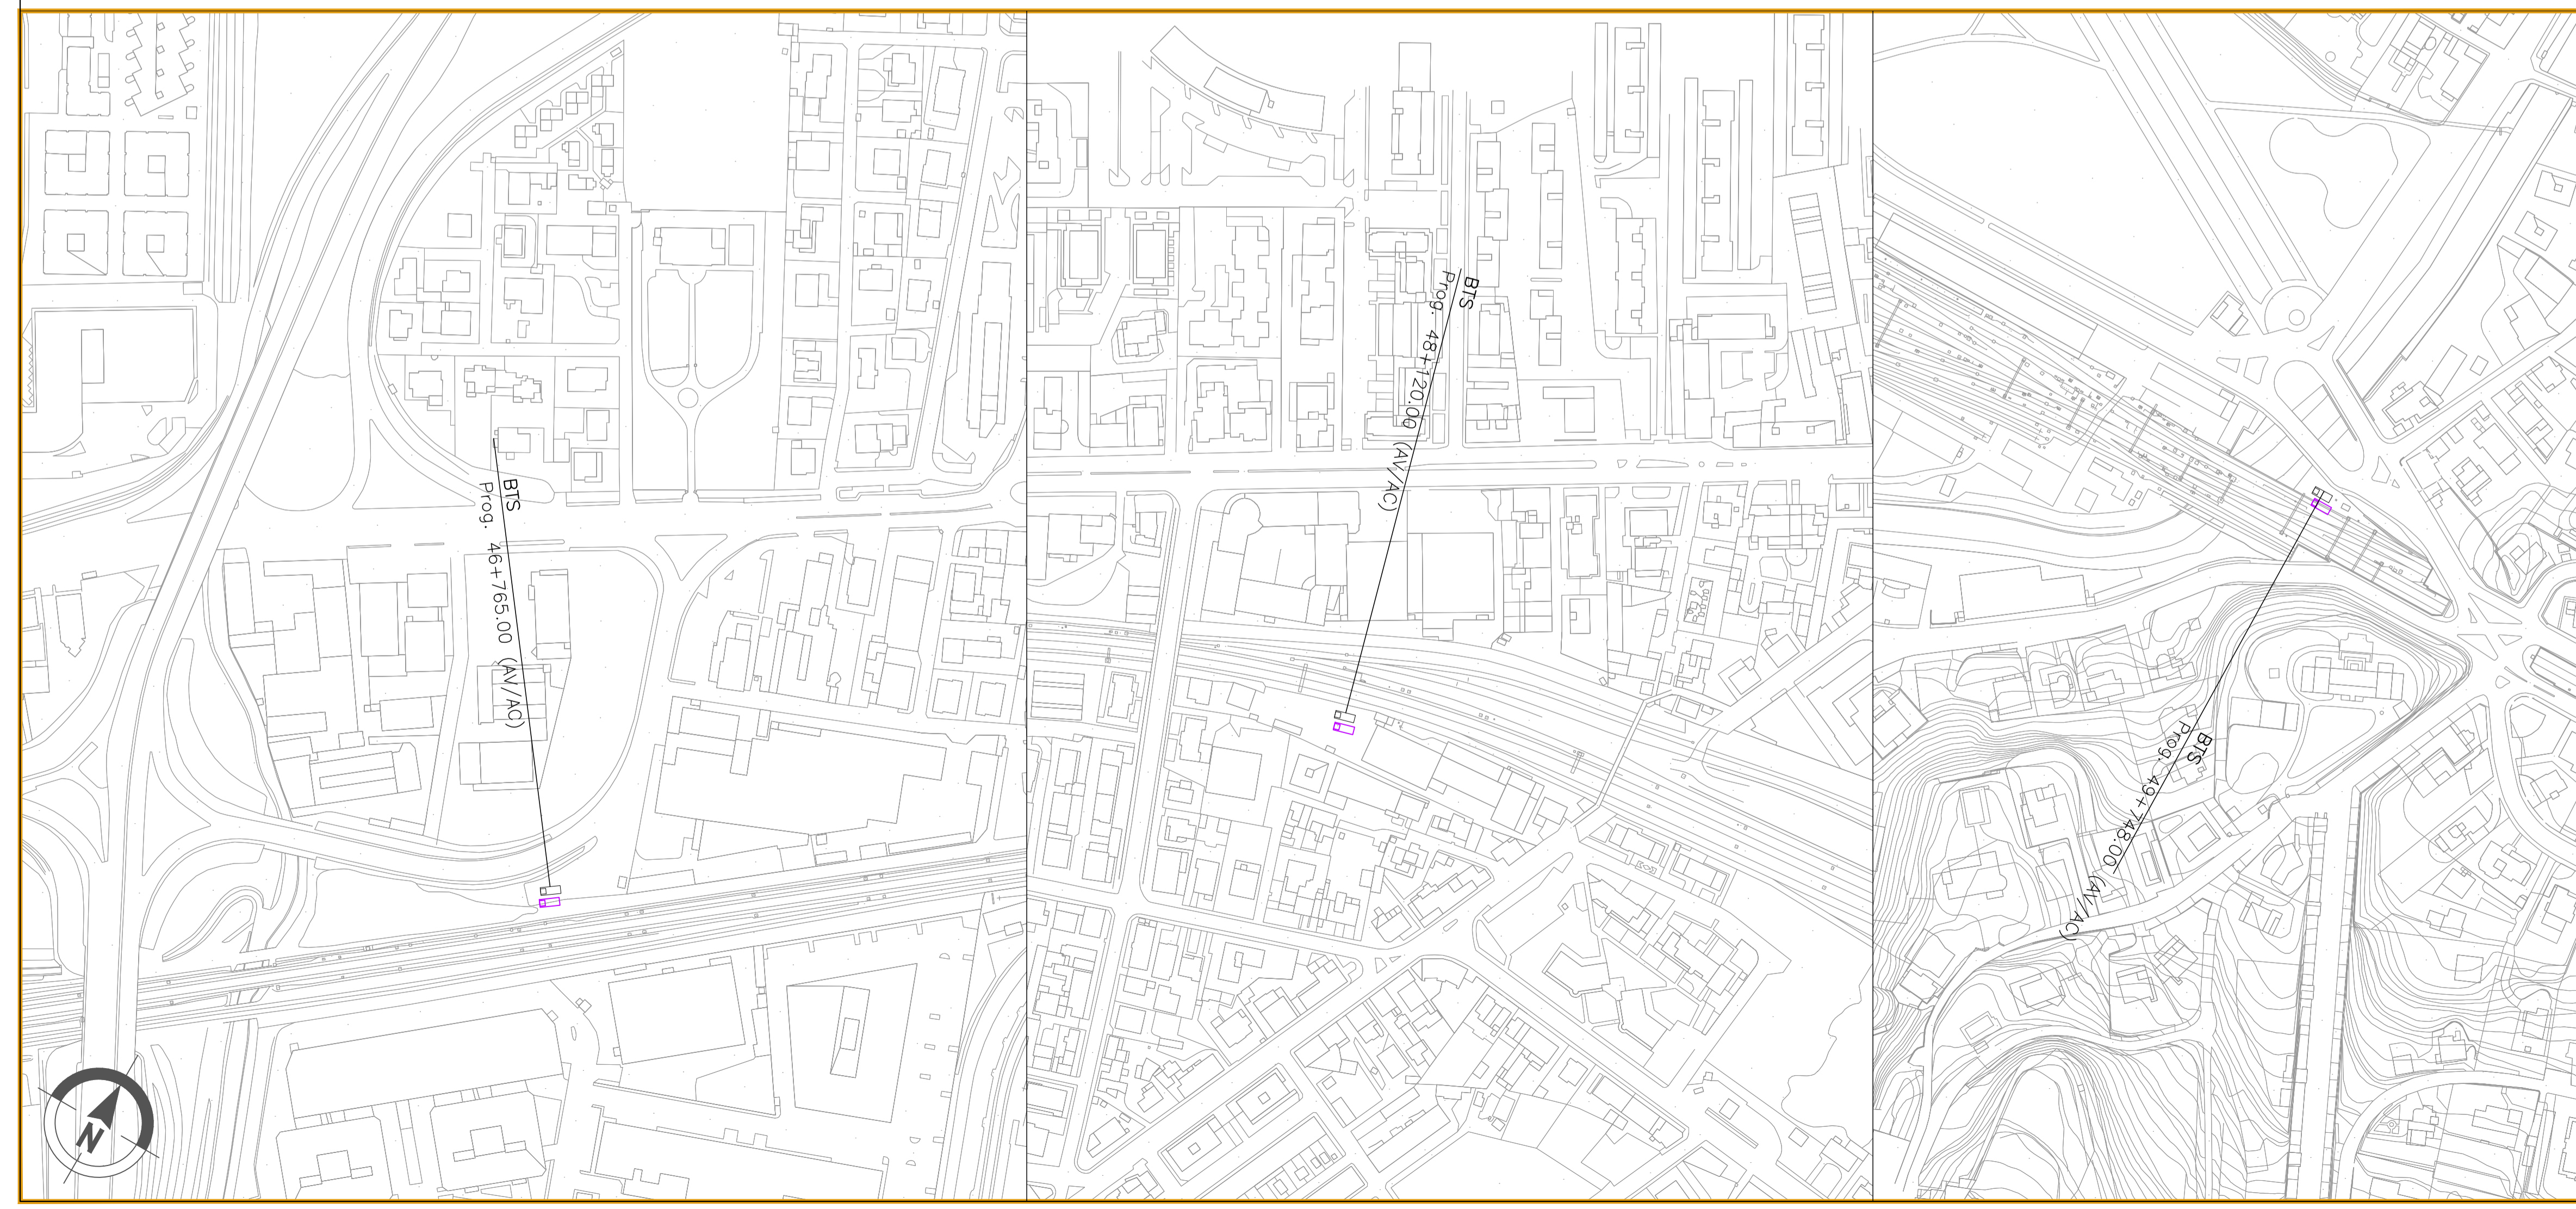 BTS
Prog. 46+765.00 (AV/AC)
BTS
Prog. 48+120.00 (AV/AC)
BTS
Prog. 49+748.00 (AV/AC)
N